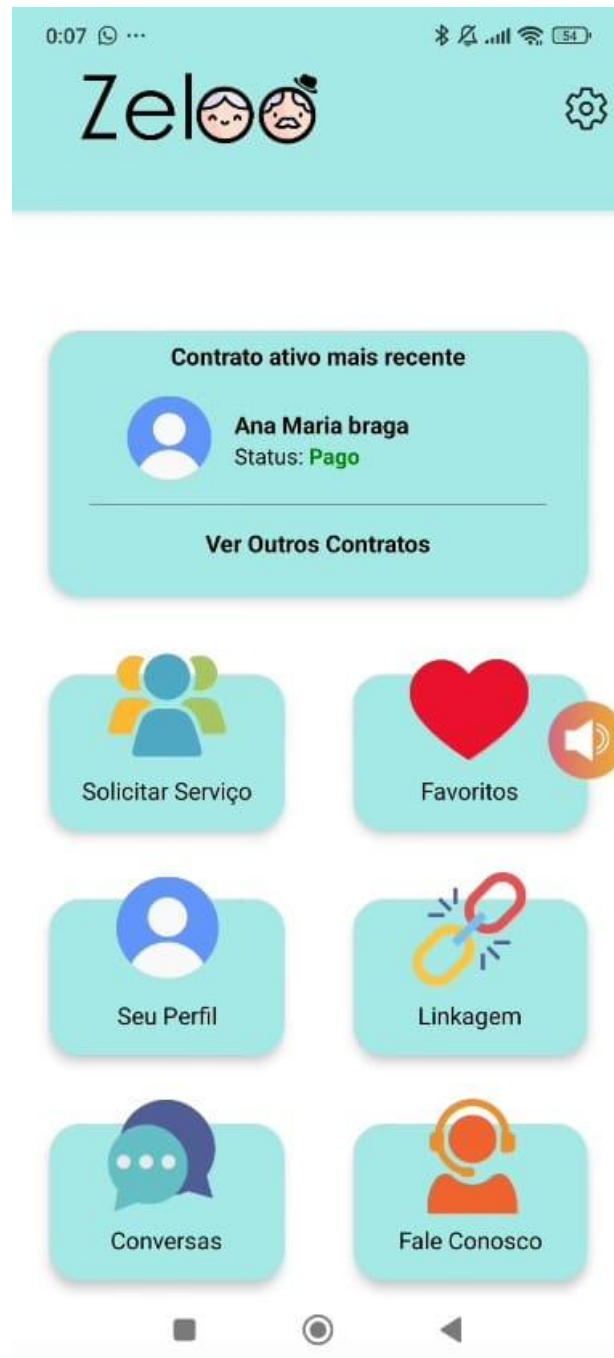 0:07
54
Zeloo
Contrato ativo mais recente
Ana Maria braga
Status: Pago
Ver Outros Contratos
Solicitar Serviço
Favoritos
Seu Perfil
Linkagem
Conversas
Fale Conosco